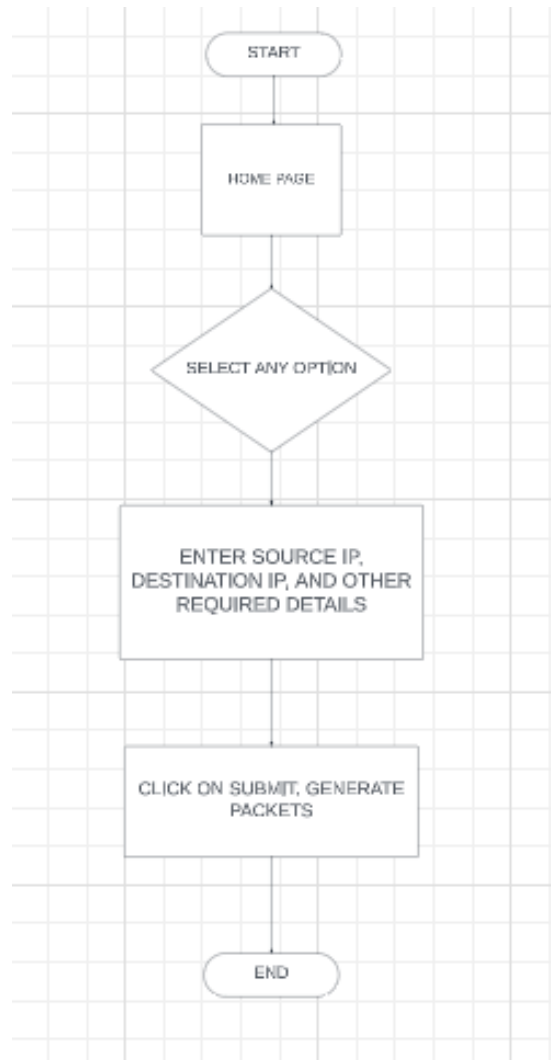 START
HOME PAGE
SELECT ANY OPTION
ENTER SOURCE IP,
DESTINATION IP, AND OTHER
REQUIRED DETAILS
CLICK ON SUBMIT, GENERATE
PACKETS
END